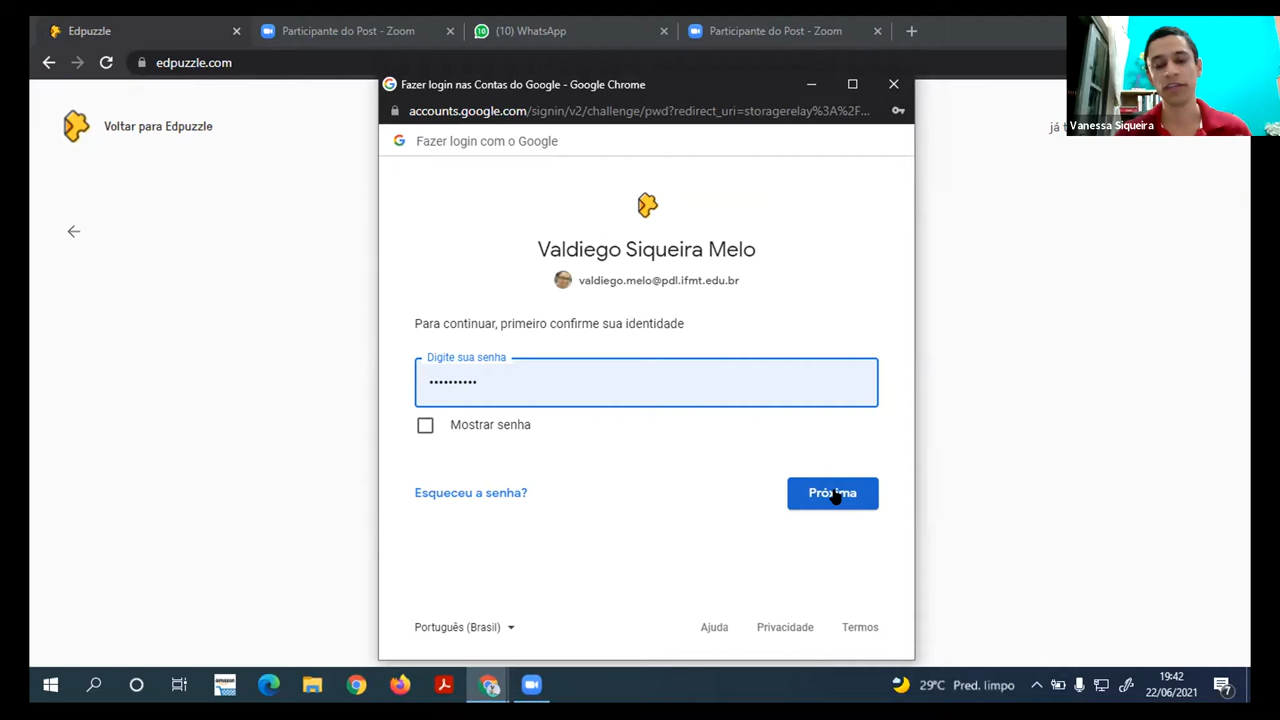 Edpuzzle
Participante do Post - Zoom
(10) WhatsApp
Participante do Post - Zoom
edpuzzle.com
Vanessa Siqueira
Voltar para Edpuzzle
já t
Fazer login nas Contas do Google - Google Chrome
accounts.google.com/signin/v2/challenge/pwd?redirect_uri=storagerelay%3A%2F...
Fazer login com o Google
Valdiego Siqueira Melo
valdiego.melo@pdl.ifmt.edu.br
Para continuar, primeiro confirme sua identidade
Digite sua senha
••••••••••
Mostrar senha
Esqueceu a senha?
Próxima
Português (Brasil)
Ajuda
Privacidade
Termos
amazon
29°C Pred. limpo
19:42
22/06/2021
7